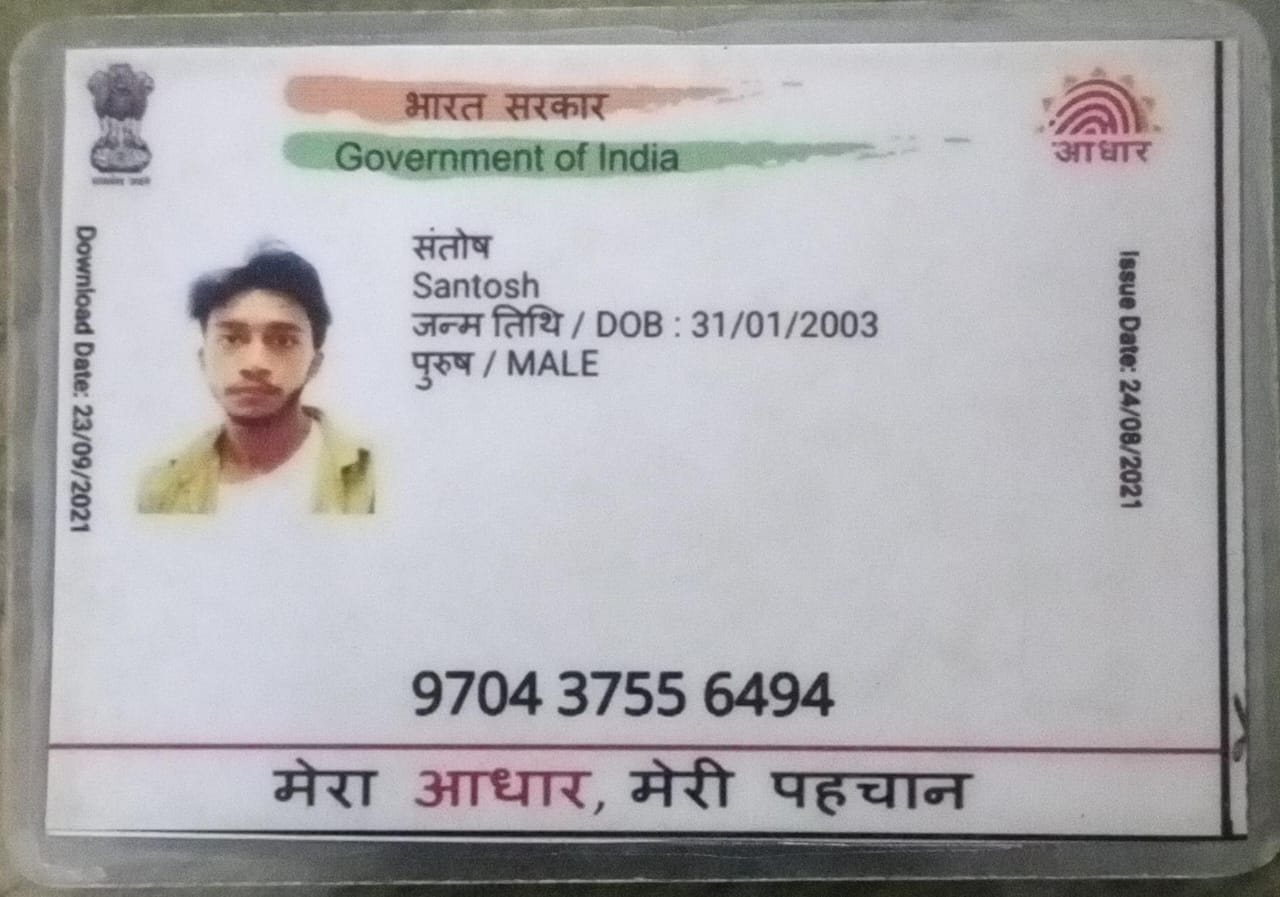 भारत सरकार
Government of India
आधार
Download Date: 23/09/2021
संतोष
Santosh
जन्म तिथि / DOB : 31/01/2003
पुरुष / MALE
Issue Date: 24/08/2021
9704 3755 6494
मेरा आधार, मेरी पहचान